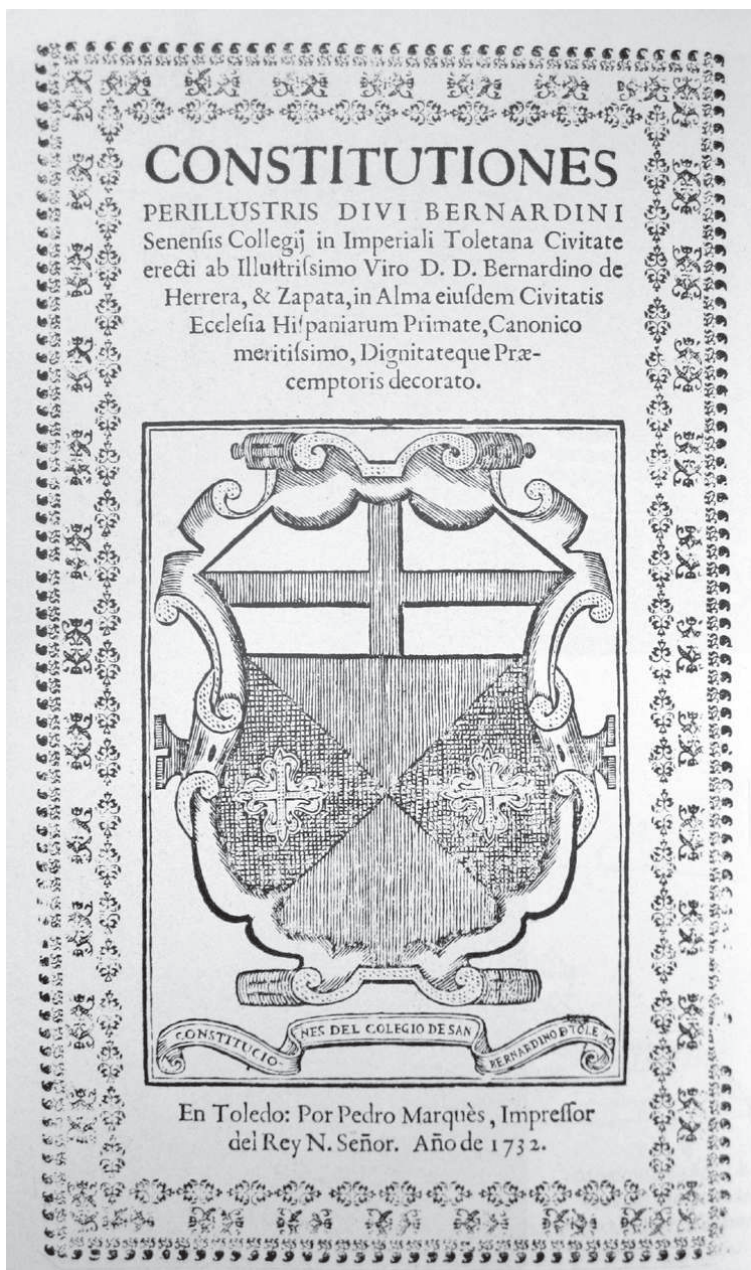 CONSTITUTIONES
PERILLUSTRIS DIVI BERNARDINI
Senensis Collegij in Imperiali Toletana Civitate
erecti ab Illustrissimo Viro D. D. Bernardino de
Herrera, & Zapata, in Alma eiusdem Civitatis
Ecclesia Hispaniarum Primate, Canonico
meritissimo, Dignitateque Præ-
cemptoris decorato.
CONSTITUCIO
NES DEL COLEGIO DE SAN
BERNARDINO D TOLEDO
En Toledo: Por Pedro Marquès, Impressor
del Rey N. Señor. Año de 1732.